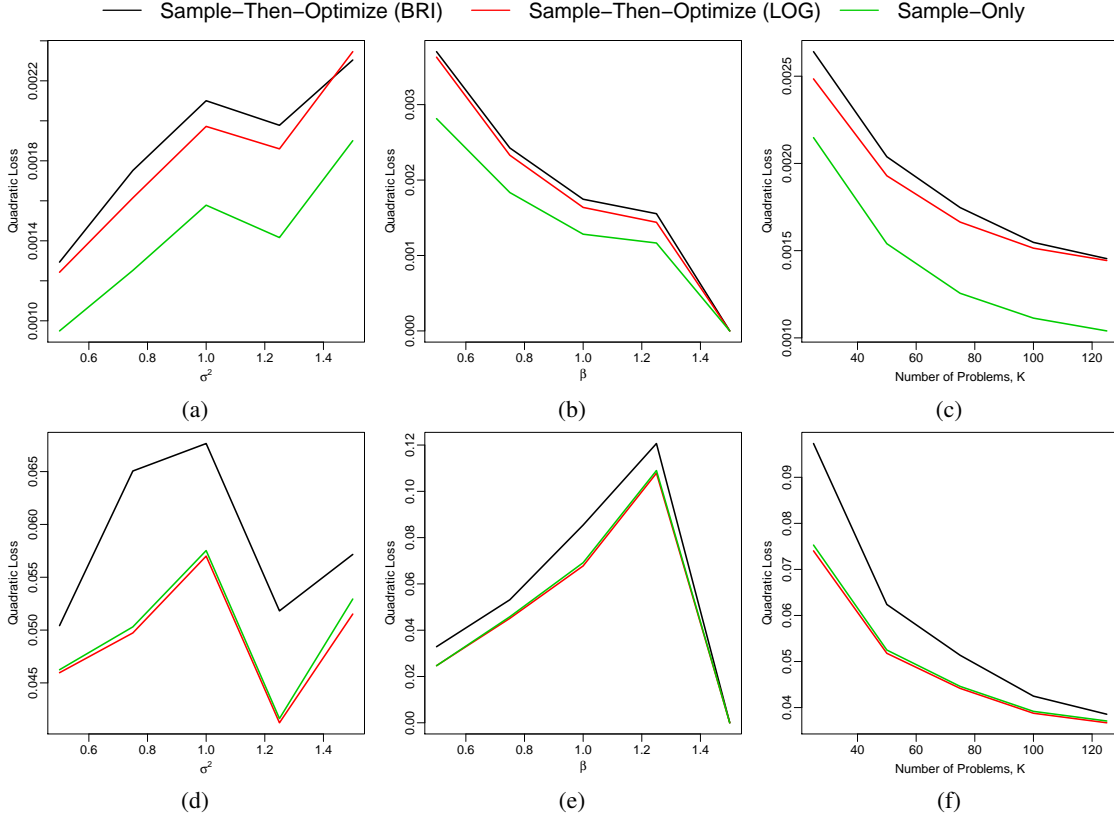 Sample−Then−Optimize (BRI) Sample−Then−Optimize (LOG) Sample−Only
Quadratic Loss
0.0010 0.0014 0.0018 0.0022
0.6 0.8 1.0 1.2 1.4
σ²
(a)
Quadratic Loss
0.000 0.001 0.002 0.003
0.6 0.8 1.0 1.2 1.4
β
(b)
Quadratic Loss
0.0010 0.0015 0.0020 0.0025
40 60 80 100 120
Number of Problems, K
(c)
Quadratic Loss
0.045 0.050 0.055 0.060 0.065
0.6 0.8 1.0 1.2 1.4
σ²
(d)
Quadratic Loss
0.00 0.02 0.04 0.06 0.08 0.10 0.12
0.6 0.8 1.0 1.2 1.4
β
(e)
Quadratic Loss
0.04 0.05 0.06 0.07 0.08 0.09
40 60 80 100 120
Number of Problems, K
(f)